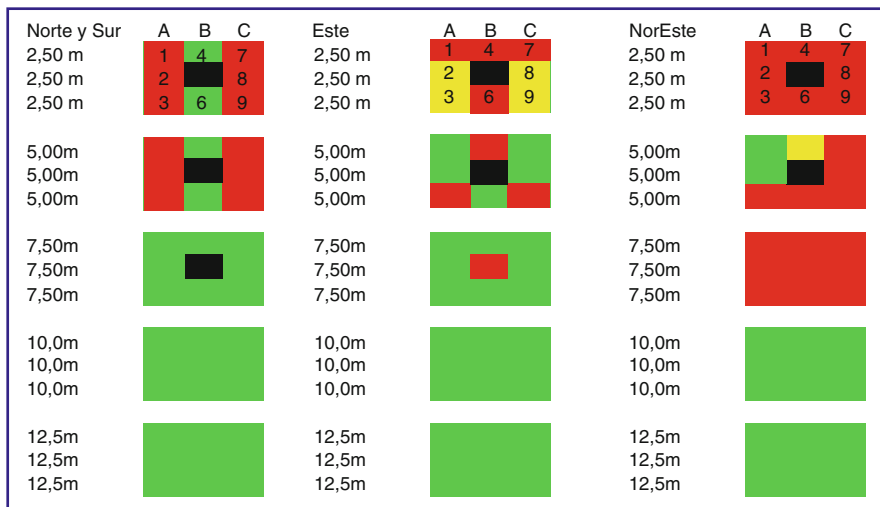 Norte y Sur A B C Este A B C NorEste A B C
2,50 m 1 4 7 2,50 m 1 4 7 2,50 m 1 4 7
2,50 m 2 8 2,50 m 2 8 2,50 m 2 8
2,50 m 3 6 9 2,50 m 3 6 9 2,50 m 3 6 9
5,00m 5,00m 5,00m
5,00m 5,00m 5,00m
5,00m 5,00m 5,00m
7,50m 7,50m 7,50m
7,50m 7,50m 7,50m
7,50m 7,50m 7,50m
10,0m 10,0m 10,0m
10,0m 10,0m 10,0m
10,0m 10,0m 10,0m
12,5m 12,5m 12,5m
12,5m 12,5m 12,5m
12,5m 12,5m 12,5m